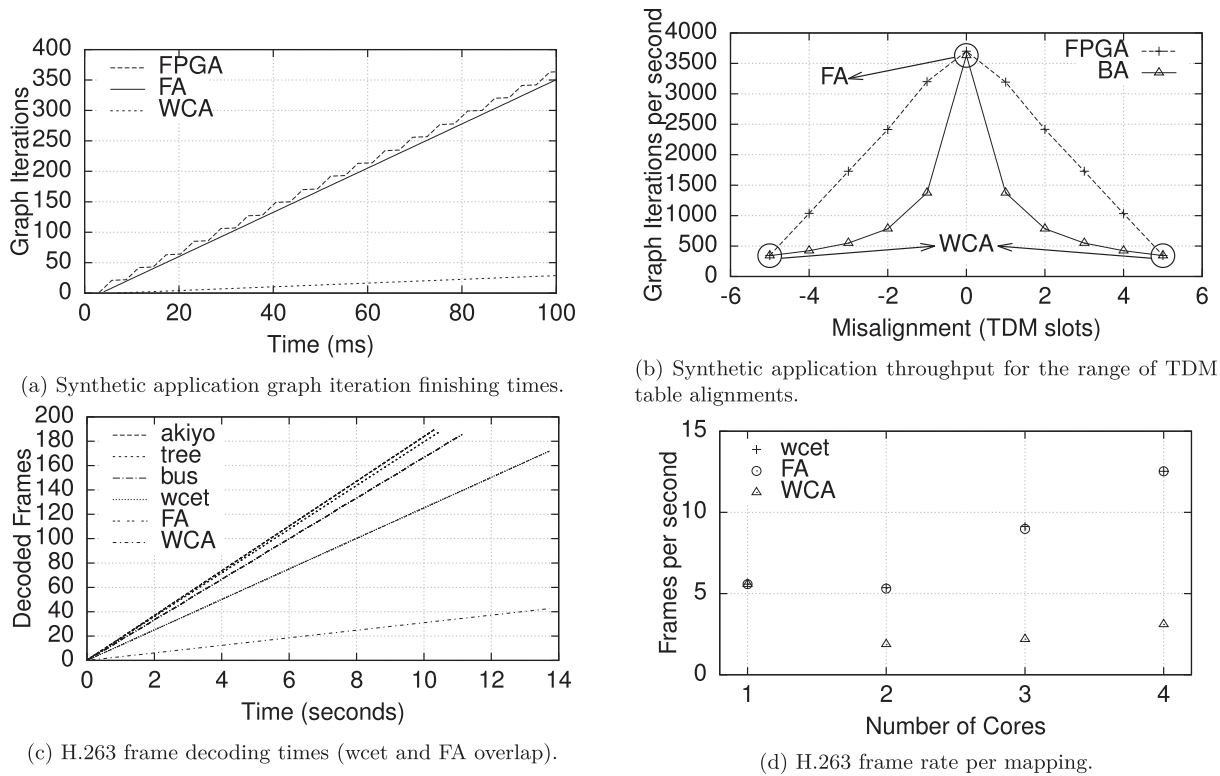 400
350
300
250
200
150
100
50
0
Graph Iterations
FPGA
FA
WCA
0 20 40 60 80 100
Time (ms)
(a) Synthetic application graph iteration finishing times.
4000
3500
3000
2500
2000
1500
1000
500
0
Graph Iterations per second
FPGA
BA
FA
WCA
-6 -4 -2 0 2 4 6
Misalignment (TDM slots)
(b) Synthetic application throughput for the range of TDM
table alignments.
200
180
160
140
120
100
80
60
40
20
0
Decoded Frames
akiyo
tree
bus
wcet
FA
WCA
0 2 4 6 8 10 12 14
Time (seconds)
(c) H.263 frame decoding times (wcet and FA overlap).
15
10
5
0
Frames per second
wcet
FA
WCA
1 2 3 4
Number of Cores
(d) H.263 frame rate per mapping.